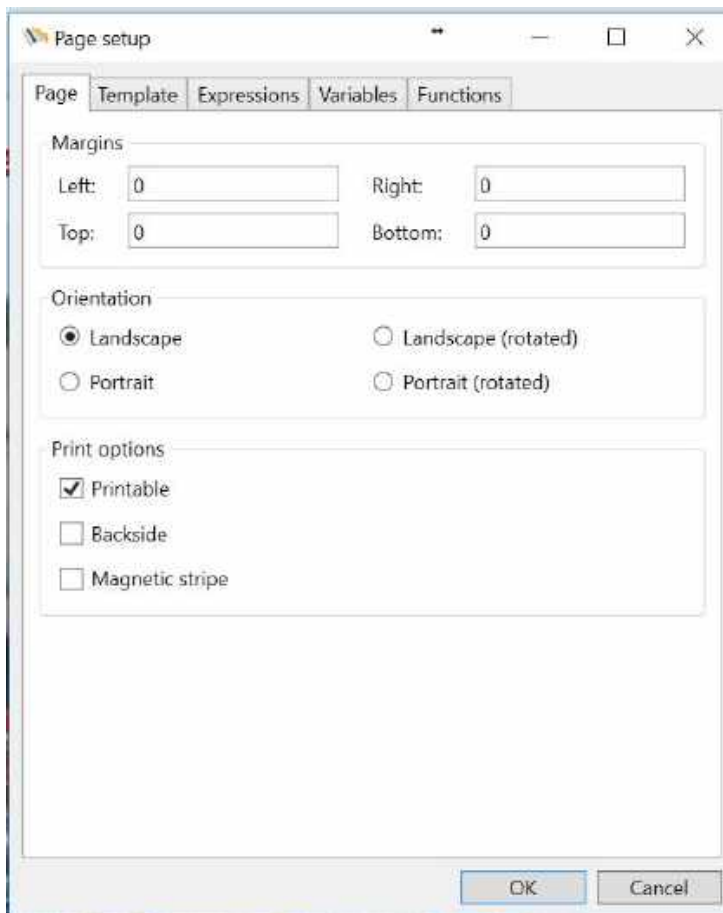 Page setup
Page Template Expressions Variables Functions
Margins
Left: 0 Right: 0
Top: 0 Bottom: 0
Orientation
Landscape Landscape (rotated)
Portrait Portrait (rotated)
Print options
Printable
Backside
Magnetic stripe
OK Cancel